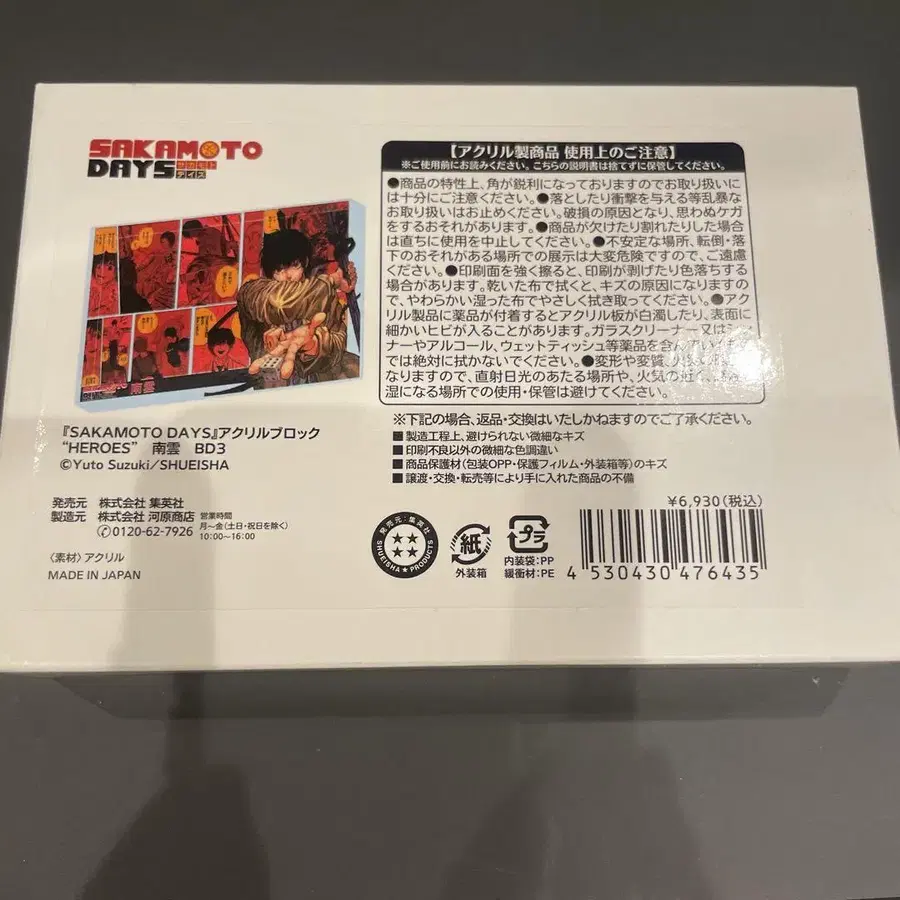 SAKAMOTO
DAYS サカモト
デイズ
南雲
『SAKAMOTO DAYS』アクリルブロック
“HEROES” 南雲 BD3
©Yuto Suzuki/SHUEISHA
発売元 株式会社 集英社
製造元 株式会社 河原商店
0120-62-7926
営業時間
月〜金(土日・祝日を除く)
10:00〜16:00
〈素材〉アクリル
MADE IN JAPAN
【アクリル製商品 使用上のご注意】
※ご使用前にお読みください。こちらの説明書は捨てずに保管してください。
●商品の特性上、角が鋭利になっておりますのでお取り扱いに
は十分にご注意ください。●落としたり衝撃を与える等乱暴な
お取り扱いはお止めください。破損の原因となり、思わぬケガ
をするおそれがあります。●商品が欠けたり割れたりした場合
は直ちに使用を中止してください。●不安定な場所、転倒・落
下のおそれがある場所での展示は大変危険ですので、ご遠慮
ください。●印刷面を強く擦ると、印刷が剥げたり色落ちする
場合があります。乾いた布で拭くと、キズの原因になりますの
で、やわらかい湿った布でやさしく拭き取ってください。●アク
リル製品に薬品が付着するとアクリル板が白濁したり、表面に
細かいヒビが入ることがあります。ガラスクリーナー又は
ナーやアルコール、ウェットティッシュ等薬品を含んでい
では絶対に拭かないでください。●変形や変質、
なりますので、直射日光のあたる場所や、火気の近く、
湿になる場所での使用・保管は避けてください。
※下記の場合、返品・交換はいたしかねますのでご了承ください。
■製造工程上、避けられない微細なキズ
■印刷不良以外の微細な色調違い
■商品保護材(包装OPP・保護フィルム・外装箱等)のキズ
■譲渡・交換・転売等により手に入れた商品の不備
¥6,930(税込)
発売元:集英社
SHUEISHA PRODUCTS
紙
外装箱
プラ
内装袋:PP
緩衝材:PE
4 530430 476435